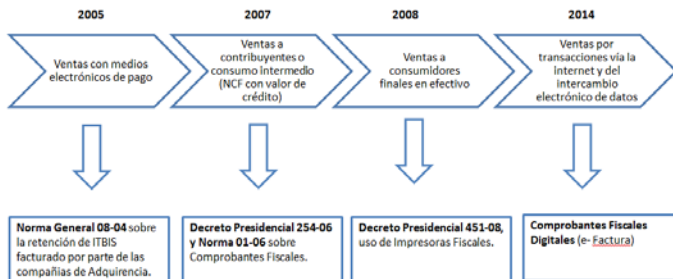 2005
2007
2008
2014
Ventas con medios
electrónicos de pago
Ventas a
contribuyentes o
consumo intermedio
(NCF con valor de
crédito)
Ventas a
consumidores
finales en efectivo
Ventas por
transacciones vía la
Internet y del
intercambio
electrónico de datos
Norma General 08-04 sobre
la retención de ITBIS
facturado por parte de las
compañías de Adquirencia.
Decreto Presidencial 254-06
y Norma 01-06 sobre
Comprobantes Fiscales.
Decreto Presidencial 451-08,
uso de Impresoras Fiscales.
Comprobantes Fiscales
Digitales (e- Factura)